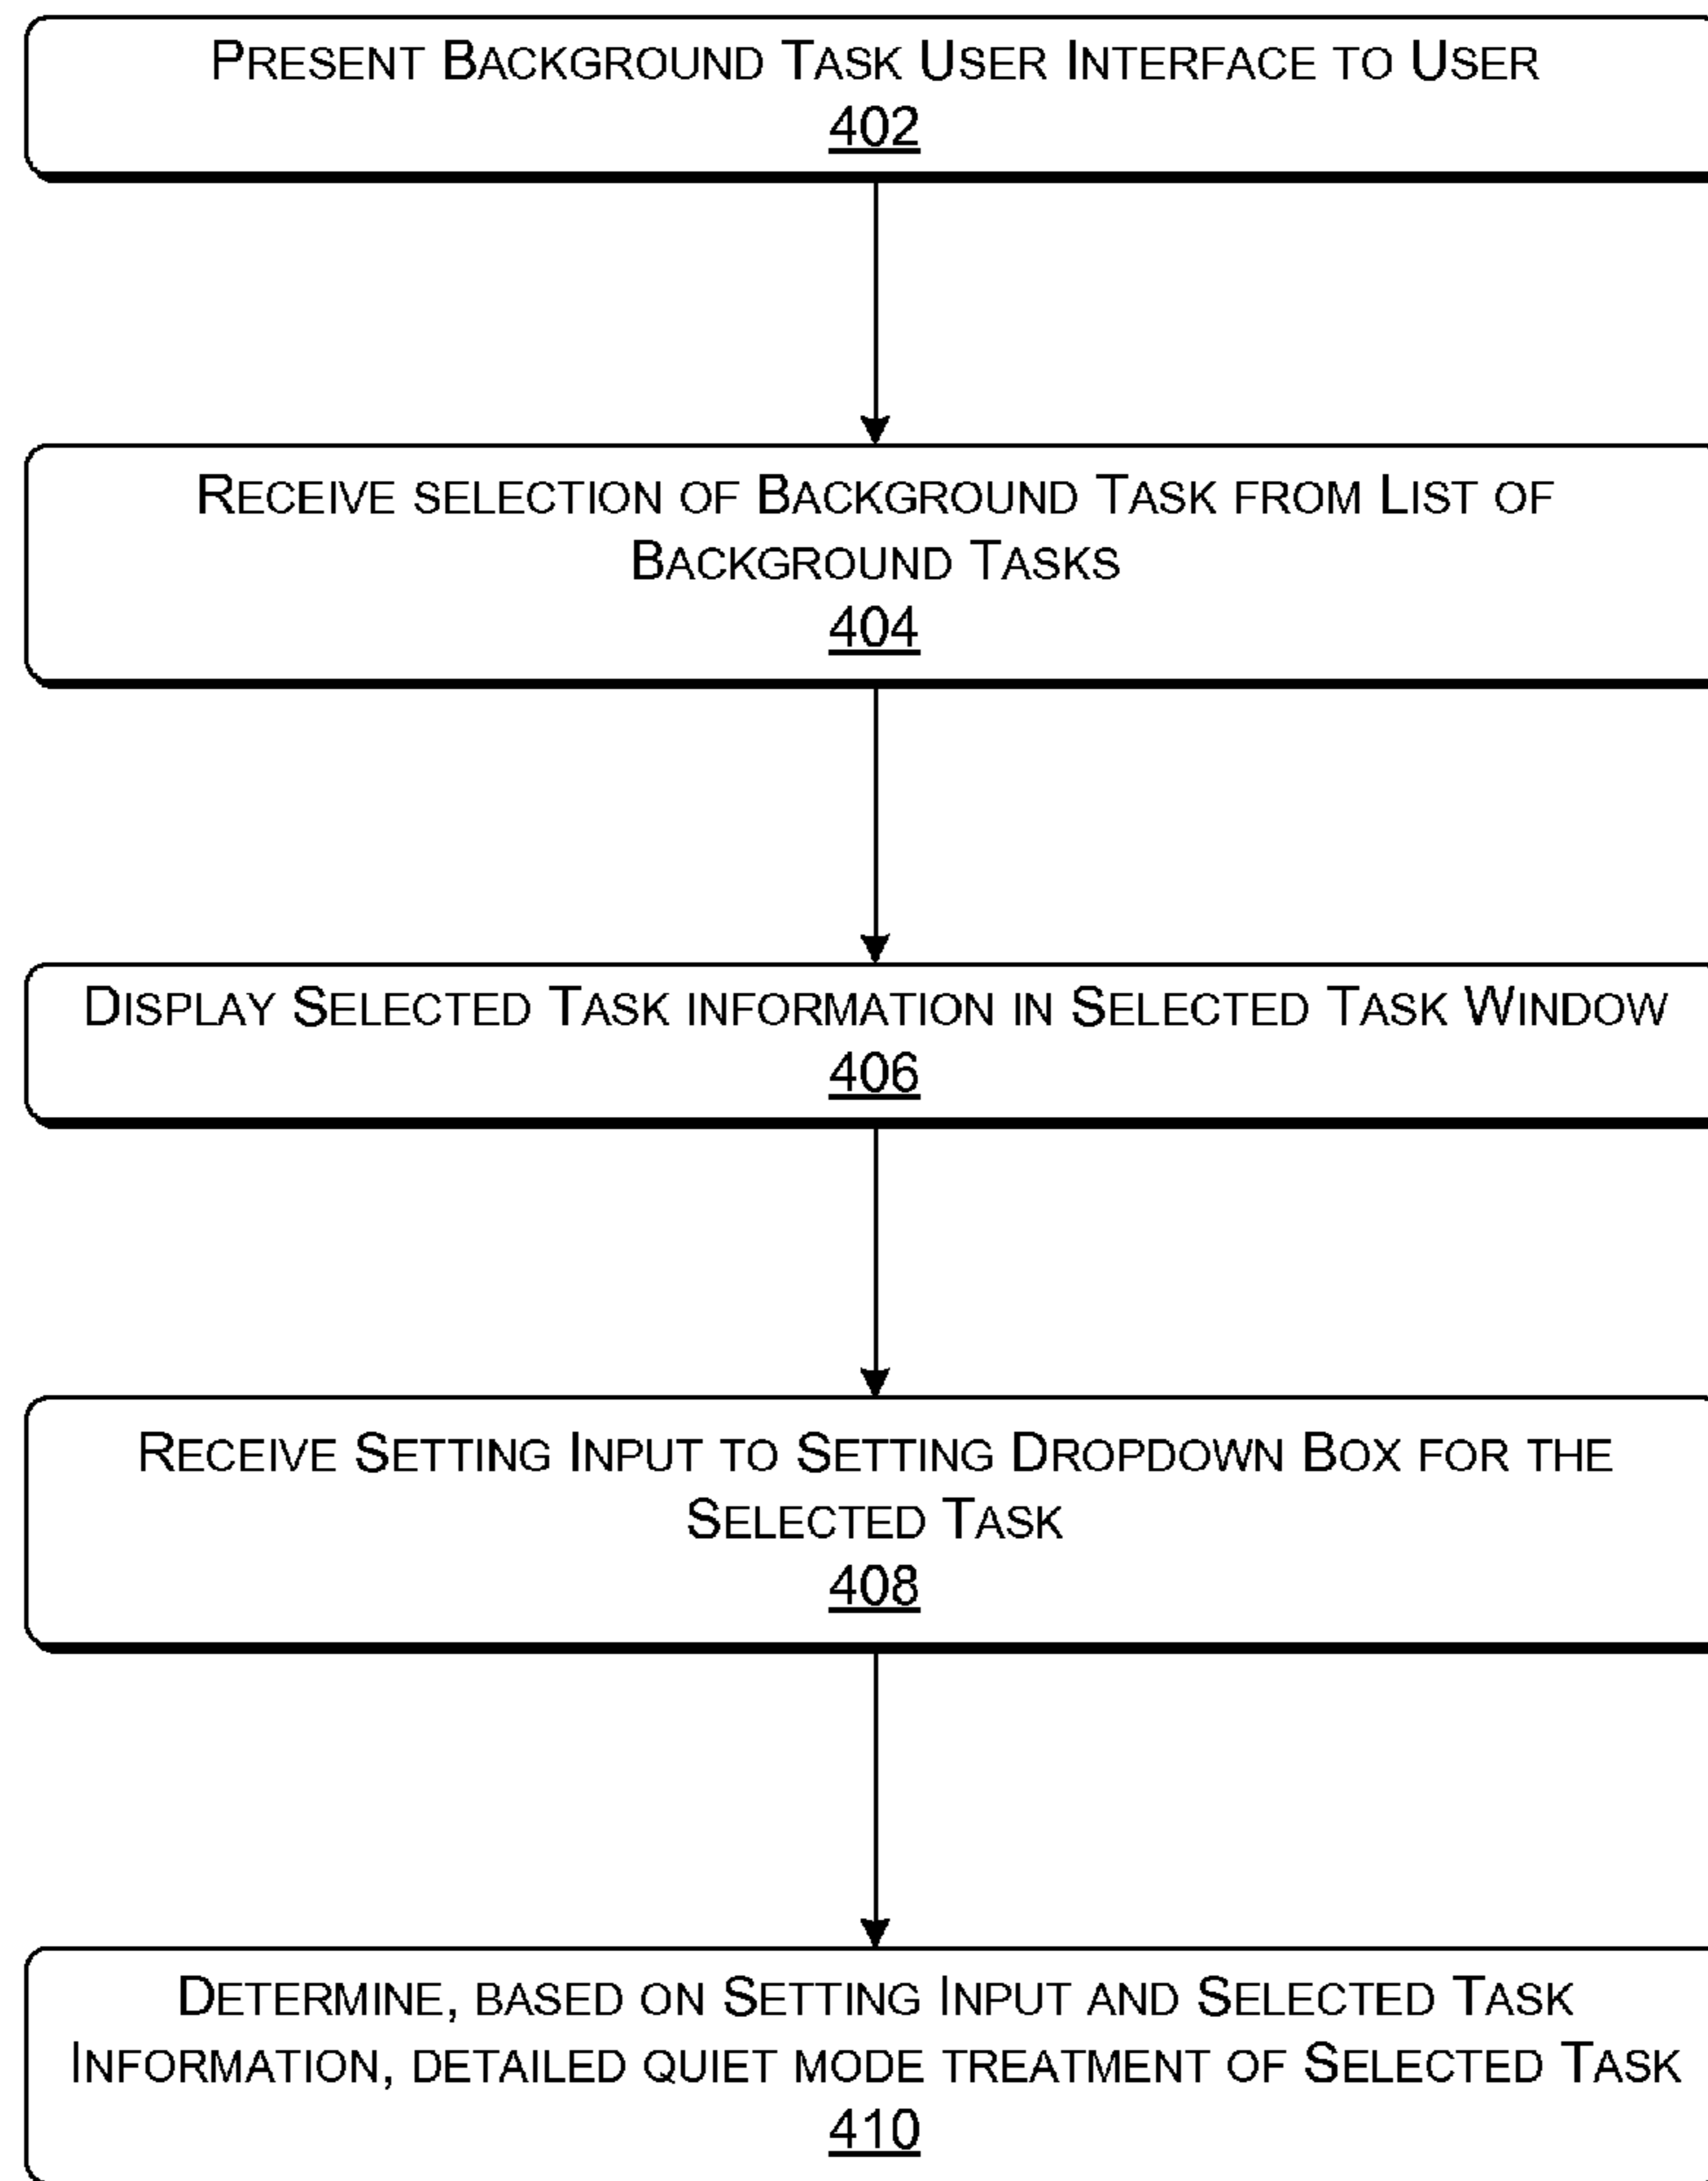 Present Background Task User Interface to User
402
Receive selection of Background Task from List of
Background Tasks
404
Display Selected Task information in Selected Task Window
406
Receive Setting Input to Setting Dropdown Box for the
Selected Task
408
Determine, based on Setting Input and Selected Task
Information, detailed quiet mode treatment of Selected Task
410